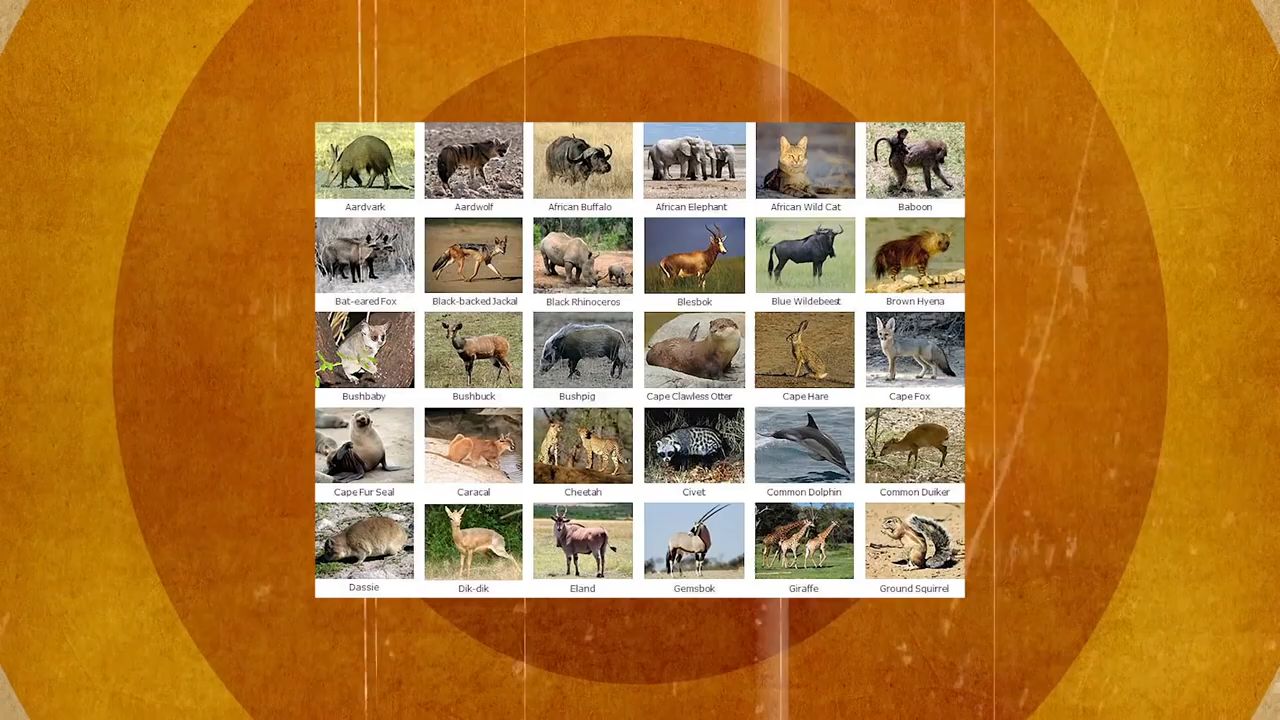 Aardvark
Aardwolf
African Buffalo
African Elephant
African Wild Cat
Baboon
Bat-eared Fox
Black-backed Jackal
Black Rhinoceros
Blesbok
Blue Wildebeest
Brown Hyena
Bushbaby
Bushbuck
Bushpig
Cape Clawless Otter
Cape Hare
Cape Fox
Cape Fur Seal
Caracal
Cheetah
Civet
Common Dolphin
Common Duiker
Dassie
Dik-dik
Eland
Gemsbok
Giraffe
Ground Squirrel